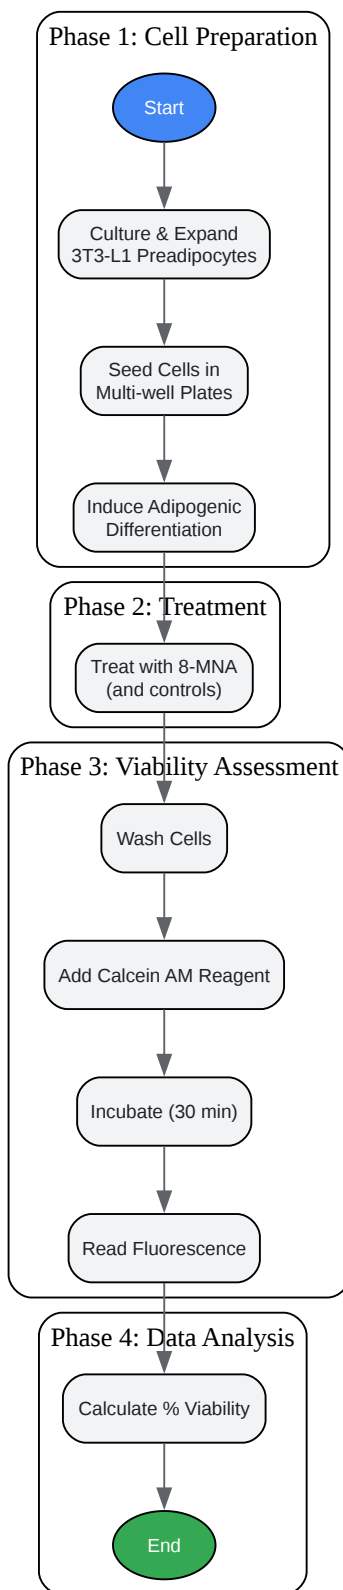 Phase 1: Cell Preparation
Start
Culture & Expand
3T3-L1 Preadipocytes
Seed Cells in
Multi-well Plates
Induce Adipogenic
Differentiation
Phase 2: Treatment
Treat with 8-MNA
(and controls)
Phase 3: Viability Assessment
Wash Cells
Add Calcein AM Reagent
Incubate (30 min)
Read Fluorescence
Phase 4: Data Analysis
Calculate % Viability
End